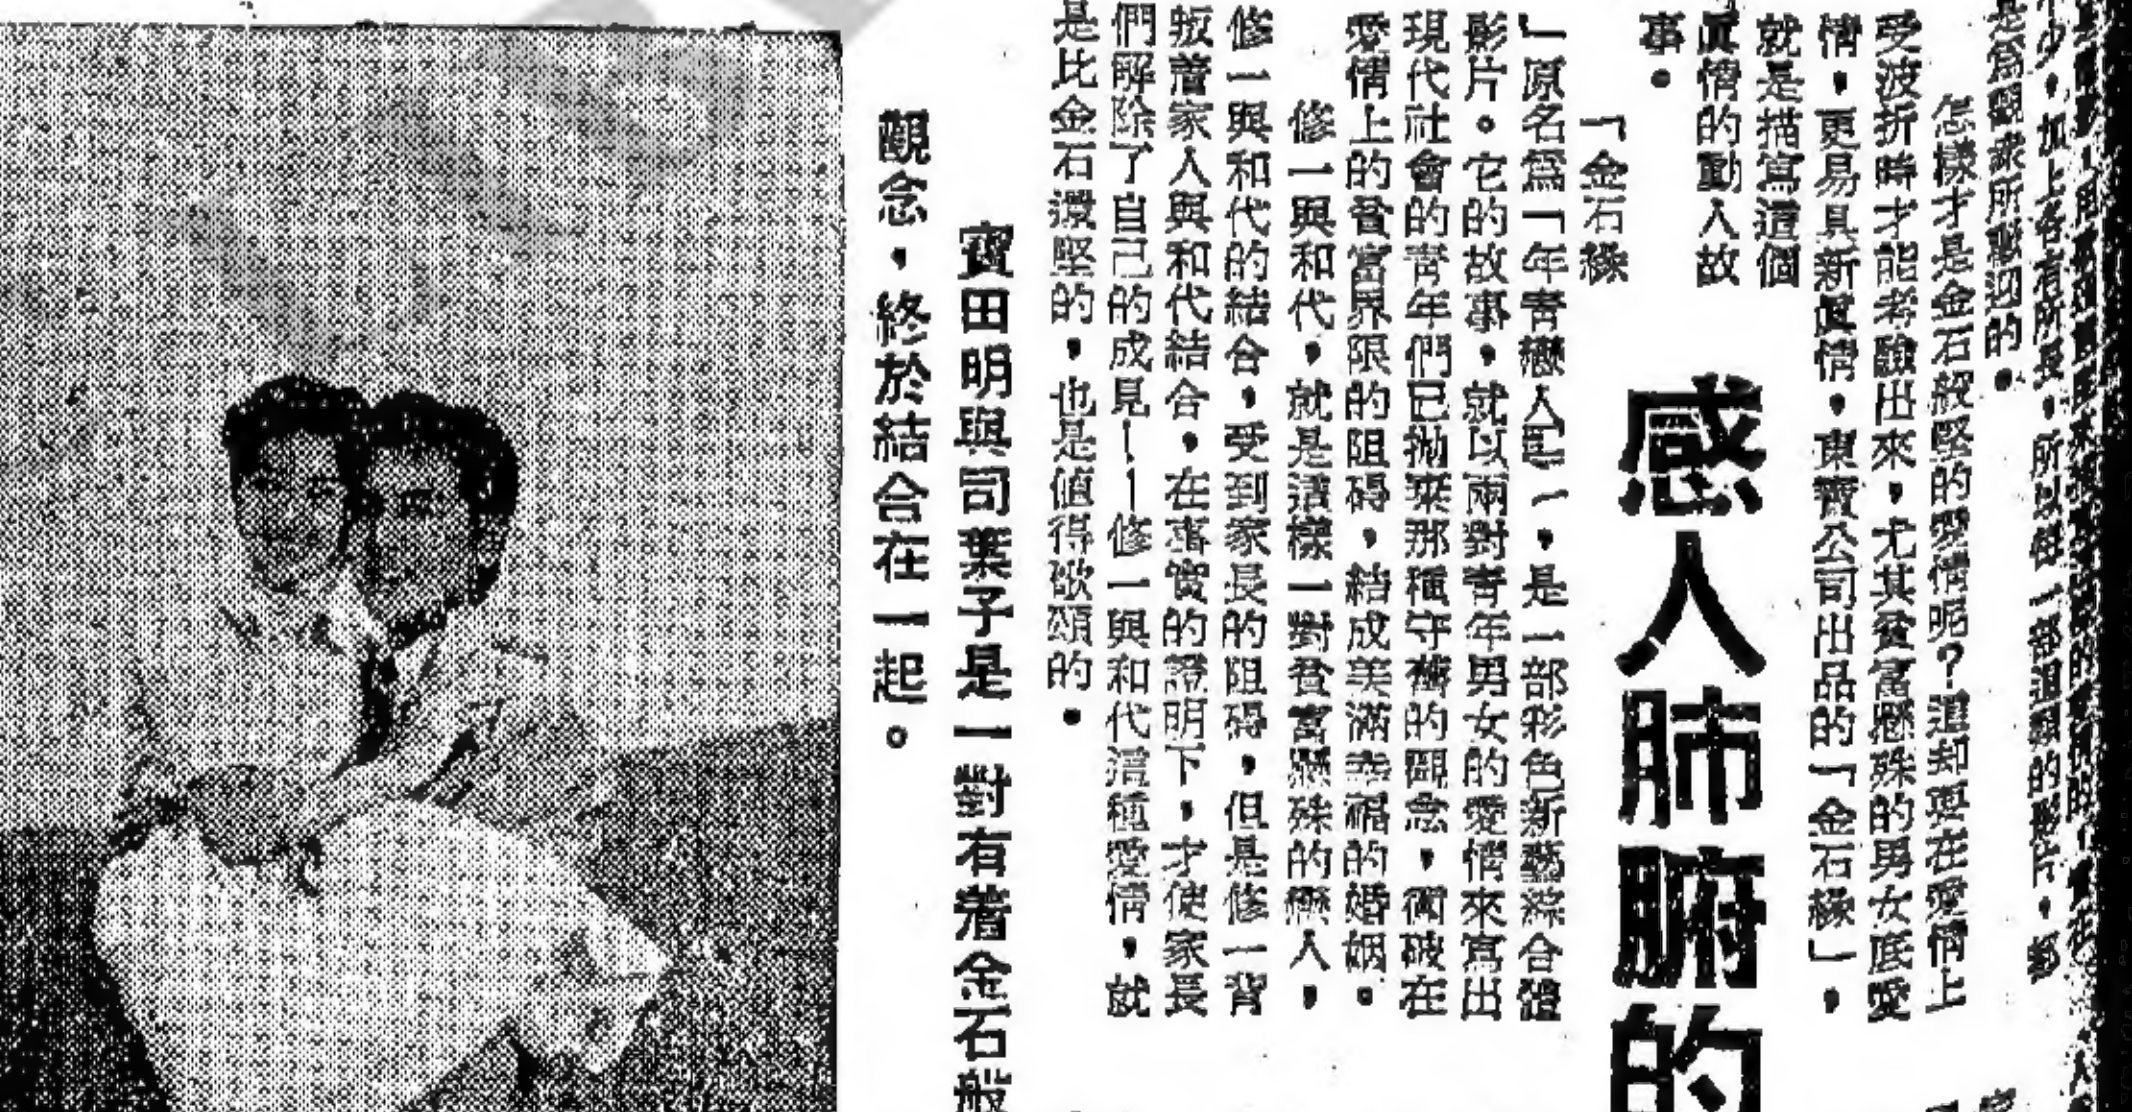 是爲觀衆所歡迎的。
怎樣才是金石般堅的愛情呢？這却要在愛情上
受波折時才能考驗出來，尤其貧富懸殊的男女底愛
情，更易具新眞情，東寶公司出品的「金石緣」，
就是描寫這個
眞情的動人故
事。
感人肺腑的
「金石緣
」原名爲「年青戀人
，是一部彩色新藝綜合體
影片。它的故事，就以兩對青年男女的愛情來寫出
現代社會的青年們已拋棄那種守舊的觀念，衝破在
愛情上的貧富界限的阻碍，結成美滿幸福的婚姻。
修一與和代，就是這樣一對貧富懸殊的戀人，
修一與和代的結合，受到家長的阻碍，但是修一背
叛着家人與和代結合，在事實的證明下，才使家長
們解除了自己的成見——修一與和代這種愛情，就
是比金石還堅的，也是值得歌頌的。
寶田明與司葉子是一對有着金石般
觀念，終於結合在一起。